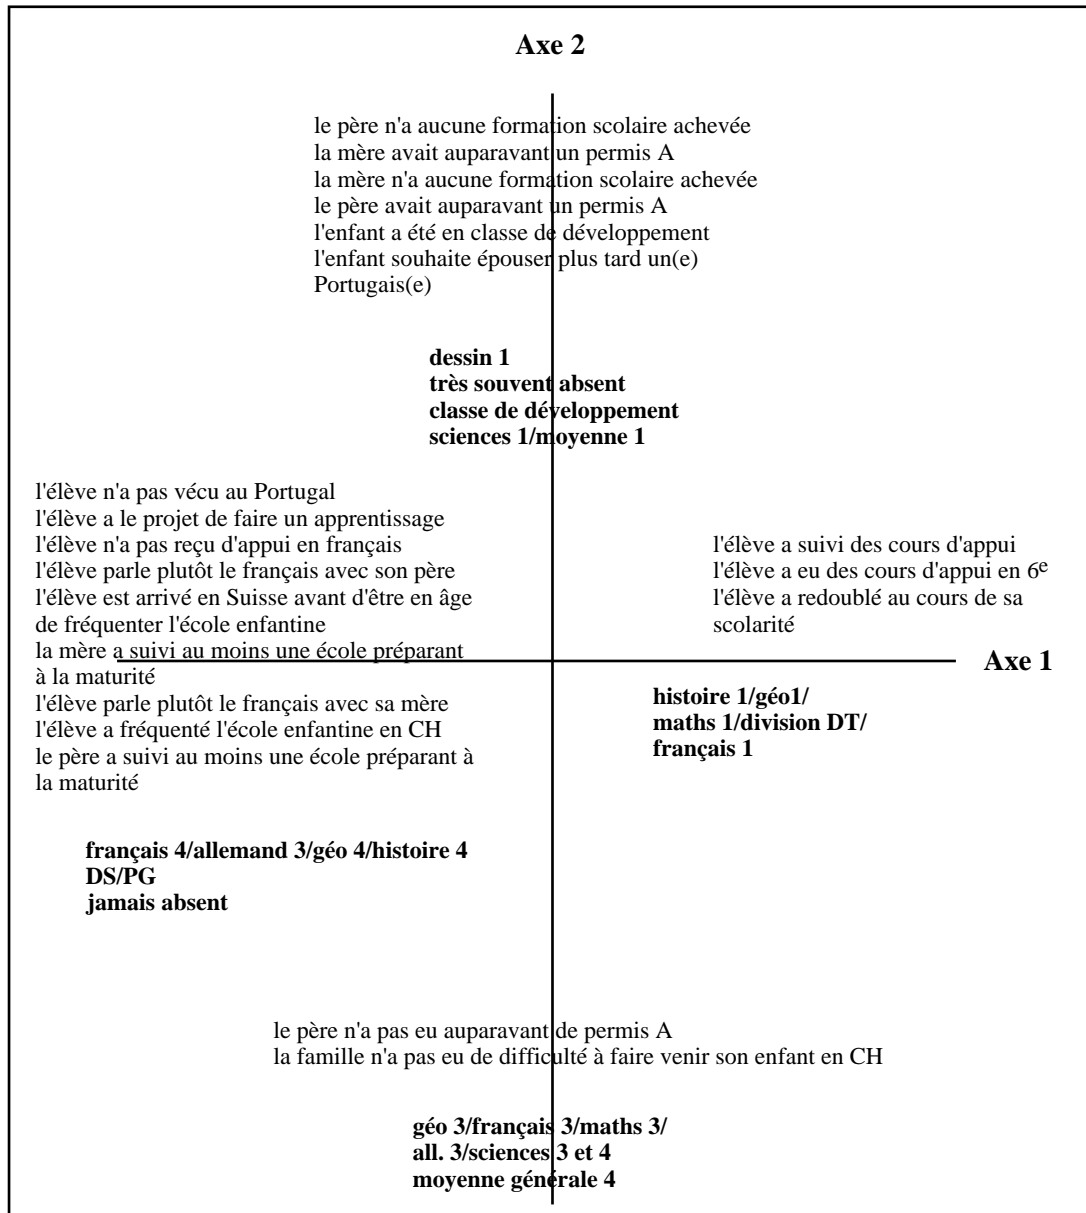 Axe 2
le père n'a aucune formation scolaire achevée
la mère avait auparavant un permis A
la mère n'a aucune formation scolaire achevée
le père avait auparavant un permis A
l'enfant a été en classe de développement
l'enfant souhaite épouser plus tard un(e)
Portugais(e)
dessin 1
très souvent absent
classe de développement
sciences 1/moyenne 1
l'élève n'a pas vécu au Portugal
l'élève a le projet de faire un apprentissage
l'élève n'a pas reçu d'appui en français
l'élève parle plutôt le français avec son père
l'élève est arrivé en Suisse avant d'être en âge
de fréquenter l'école enfantine
la mère a suivi au moins une école préparant
à la maturité
l'élève parle plutôt le français avec sa mère
l'élève a fréquenté l'école enfantine en CH
le père a suivi au moins une école préparant à
la maturité
l'élève a suivi des cours d'appui
l'élève a eu des cours d'appui en 6e
l'élève a redoublé au cours de sa
scolarité
Axe 1
histoire 1/géo1/
maths 1/division DT/
français 1
français 4/allemand 3/géo 4/histoire 4
DS/PG
jamais absent
le père n'a pas eu auparavant de permis A
la famille n'a pas eu de difficulté à faire venir son enfant en CH
géo 3/français 3/maths 3/
all. 3/sciences 3 et 4
moyenne générale 4